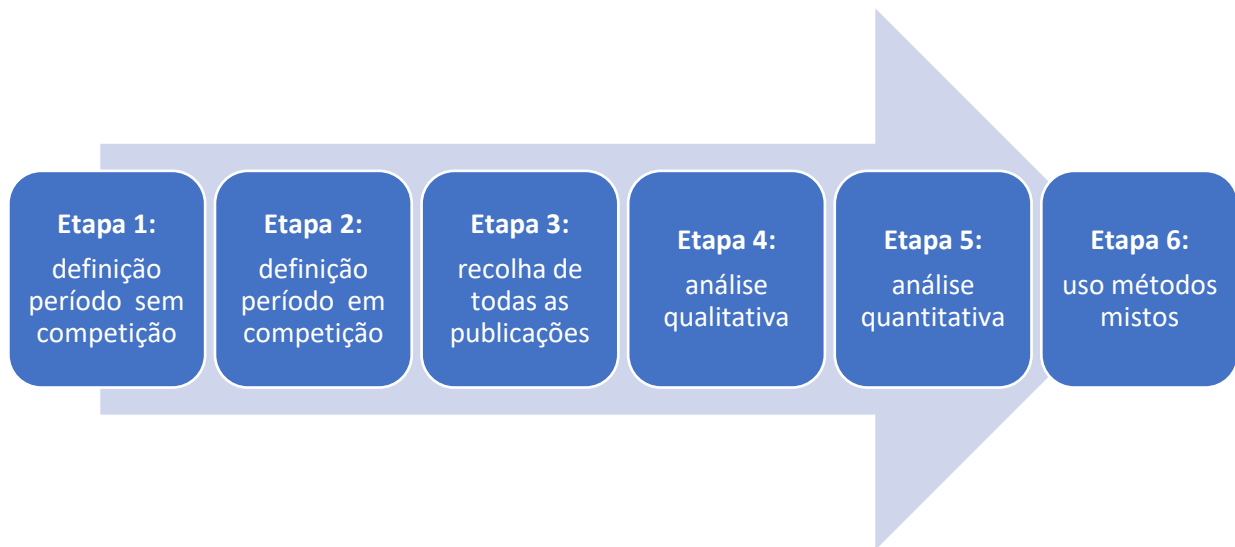 Etapa 1:
definição
período sem
competição
Etapa 2:
definição
período em
competição
Etapa 3:
recolha de
todas as
publicações
Etapa 4:
análise
qualitativa
Etapa 5:
análise
quantitativa
Etapa 6:
uso métodos
mistos